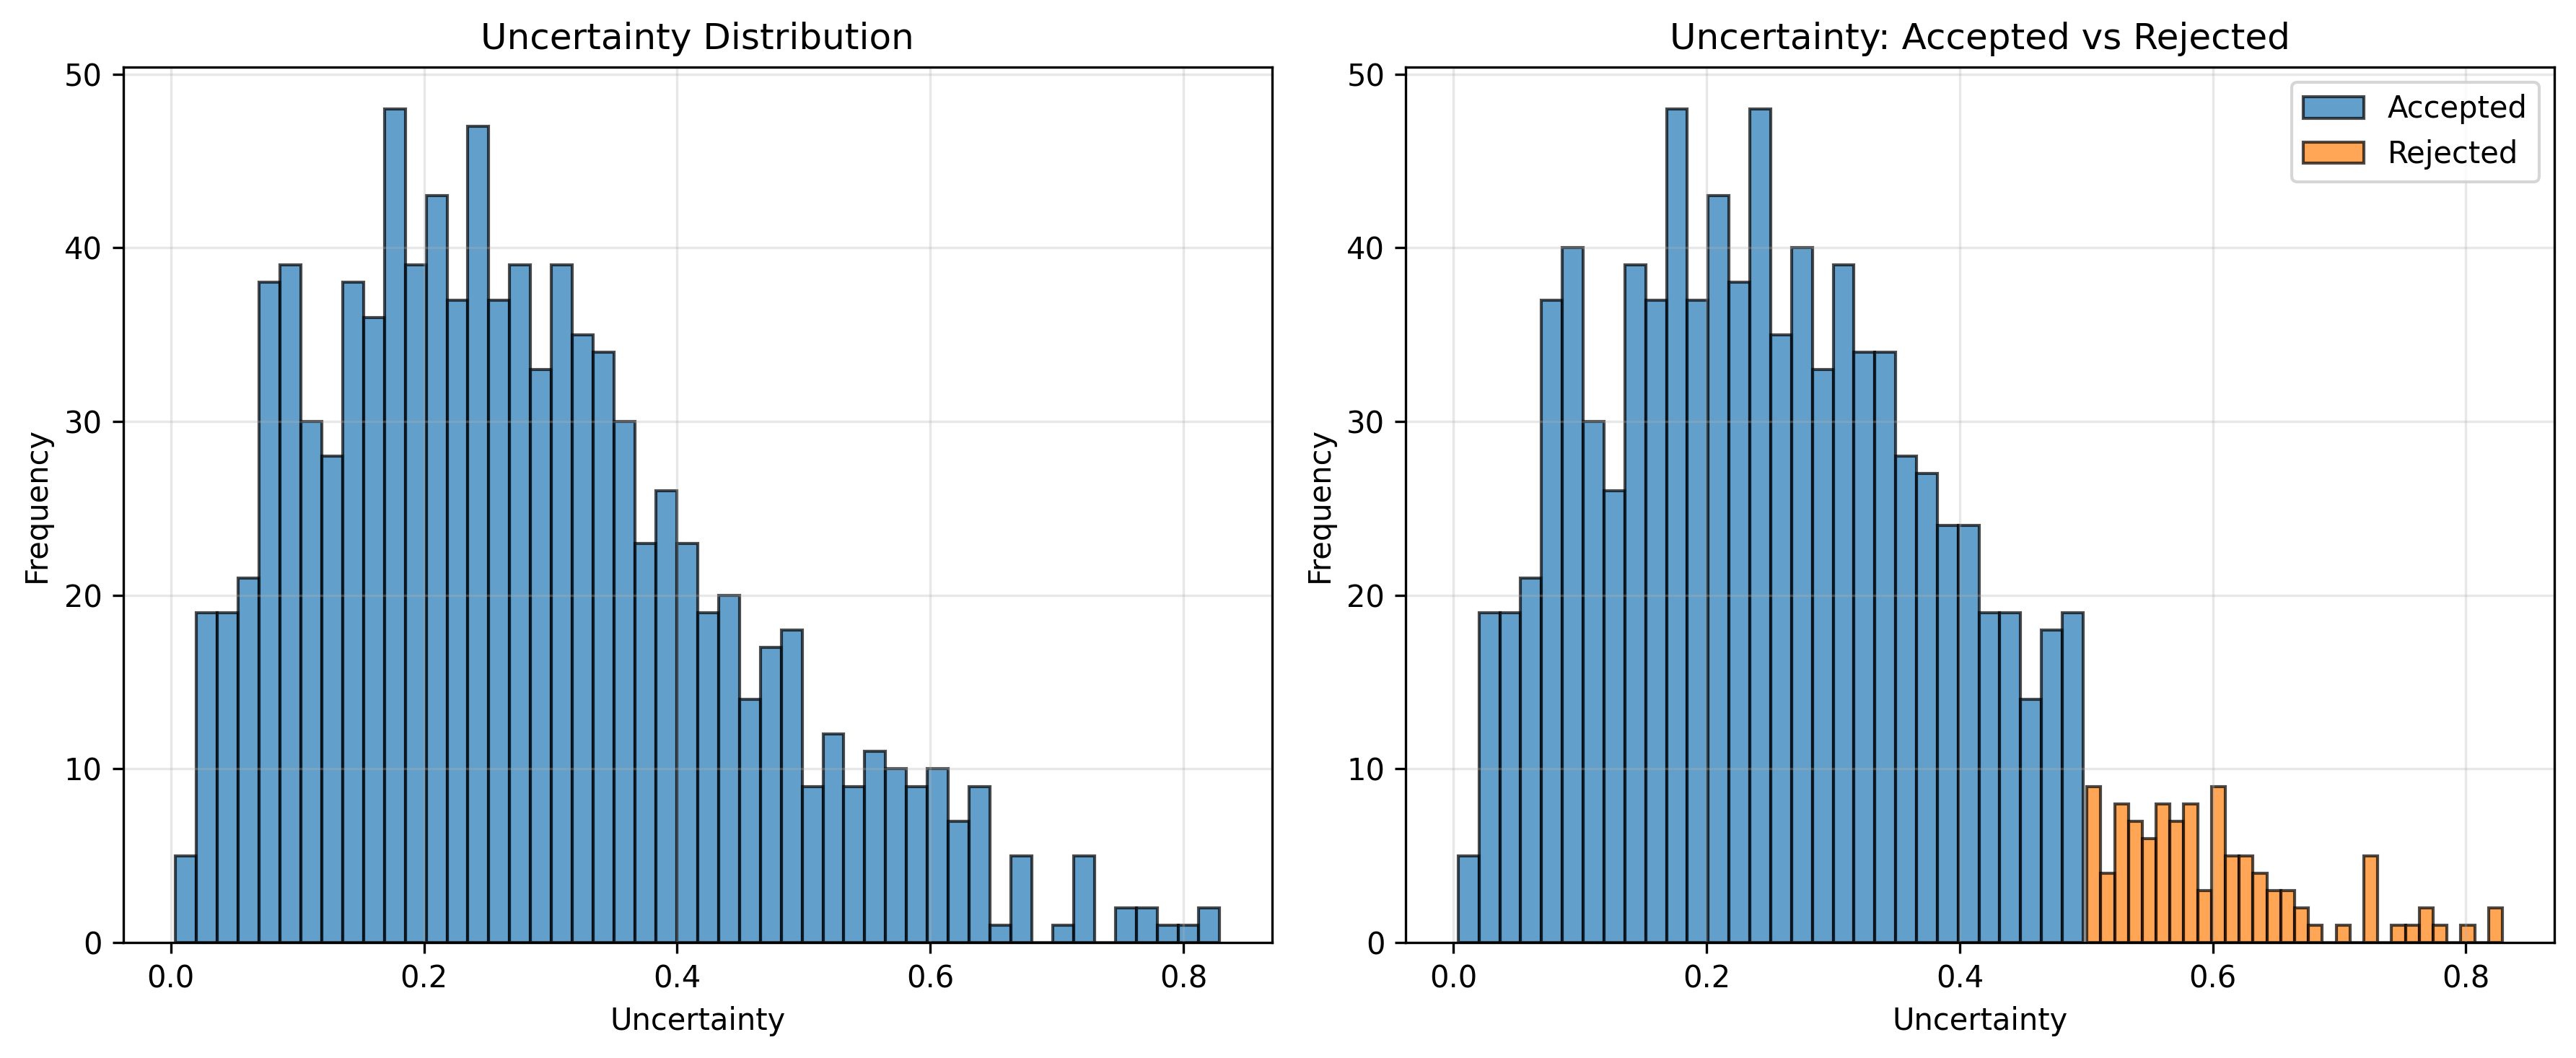 Uncertainty Distribution
50
40
30
20
10
0
Frequency
0.0 0.2 0.4 0.6 0.8
Uncertainty
Uncertainty: Accepted vs Rejected
Accepted
Rejected
50
40
30
20
10
0
Frequency
0.0 0.2 0.4 0.6 0.8
Uncertainty